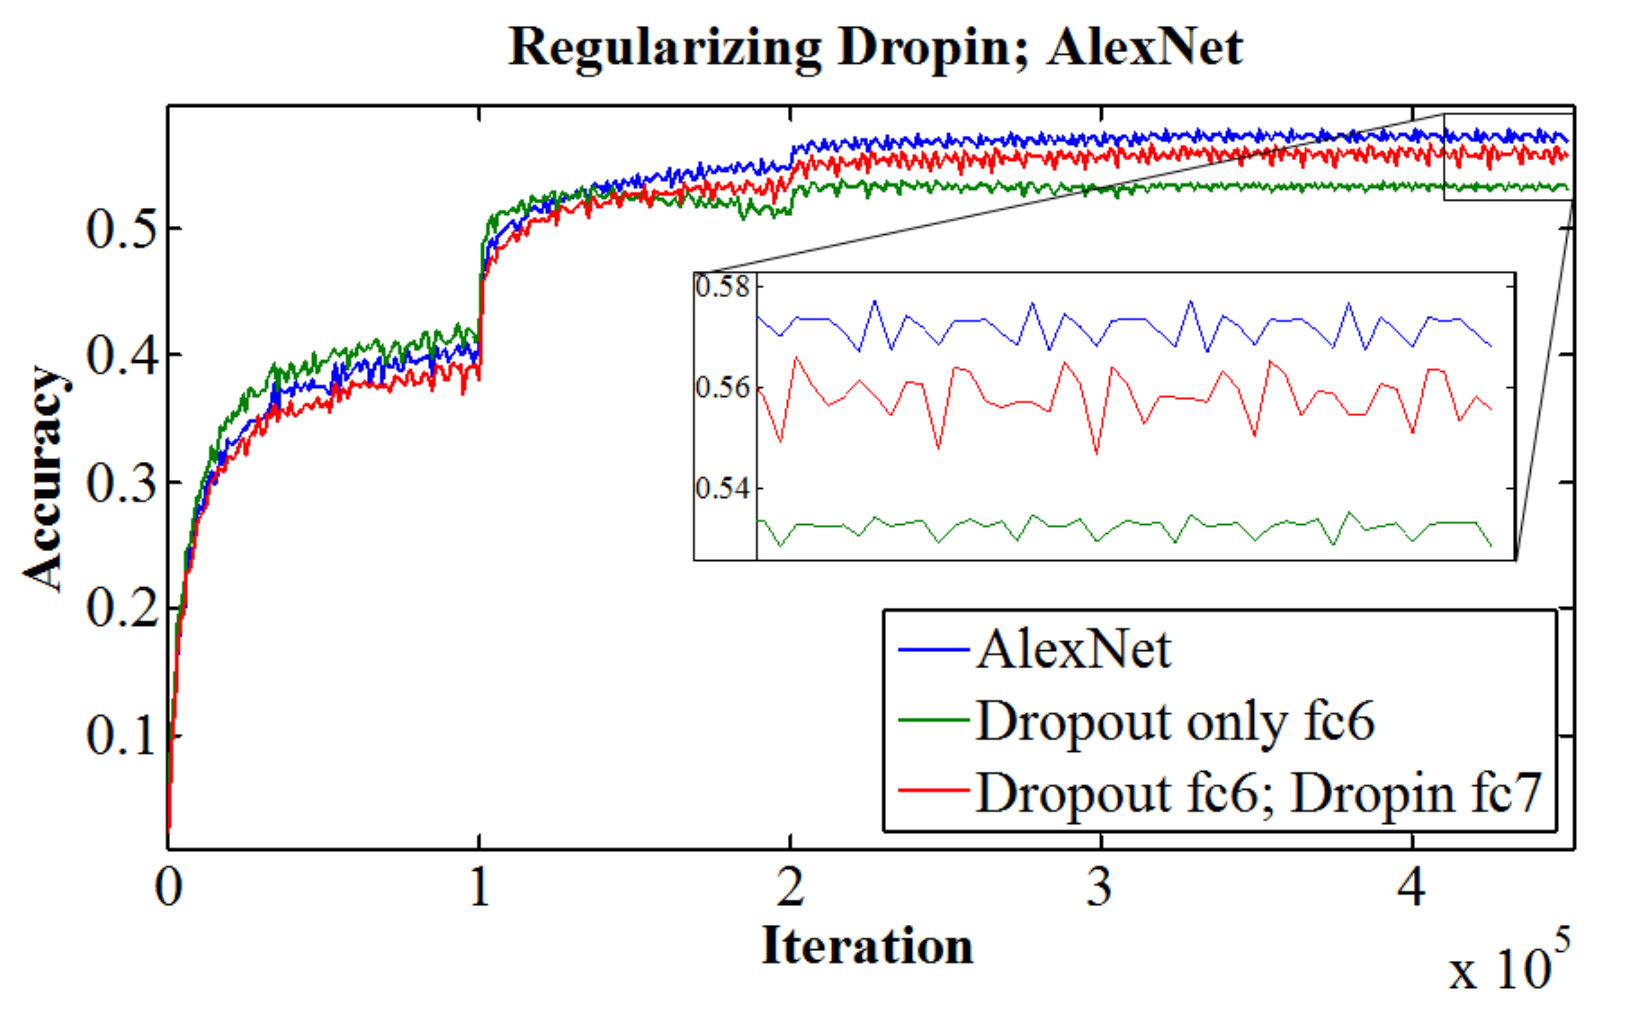 Regularizing Dropin; AlexNet
Accuracy
0.5
0.4
0.3
0.2
0.1
0.58
0.56
0.54
AlexNet
Dropout only fc6
Dropout fc6; Dropin fc7
0 1 2 3 4
Iteration
x 10^5